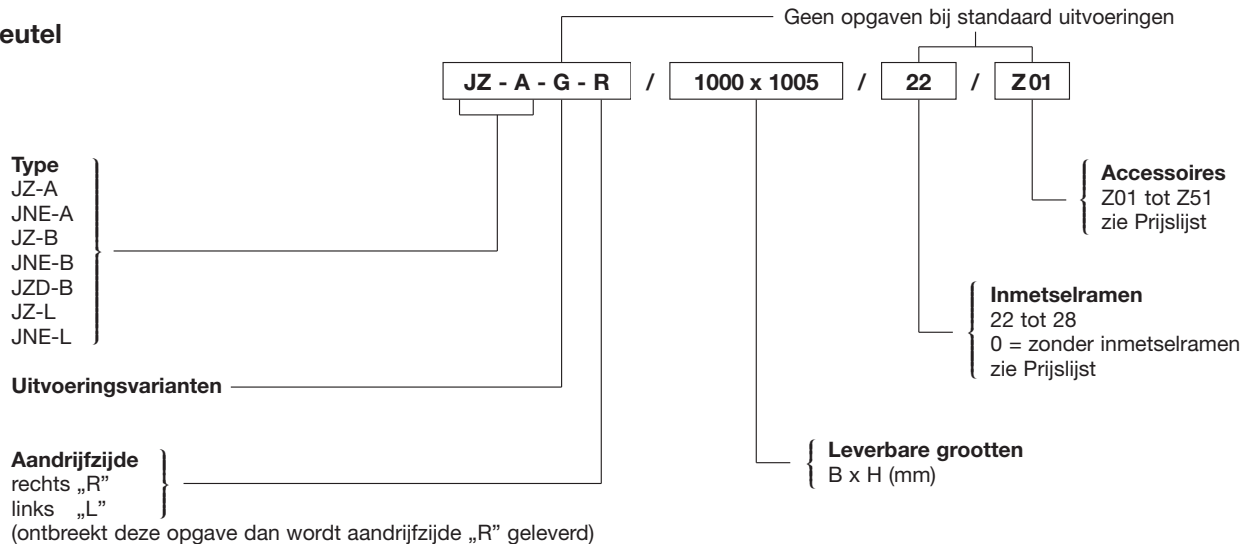 Geen opgaven bij standaard uitvoeringen
eutel
JZ - A - G - R / 1000 x 1005 / 22 / Z01
Type
JZ-A
JNE-A
JZ-B
JNE-B
JZD-B
JZ-L
JNE-L
Accessoires
Z01 tot Z51
zie Prijslijst
Inmetselramen
22 tot 28
0 = zonder inmetselramen
zie Prijslijst
Uitvoeringsvarianten
Leverbare grootten
B x H (mm)
Aandrijfzijde
rechts „R”
links „L”
(ontbreekt deze opgave dan wordt aandrijfzijde „R” geleverd)